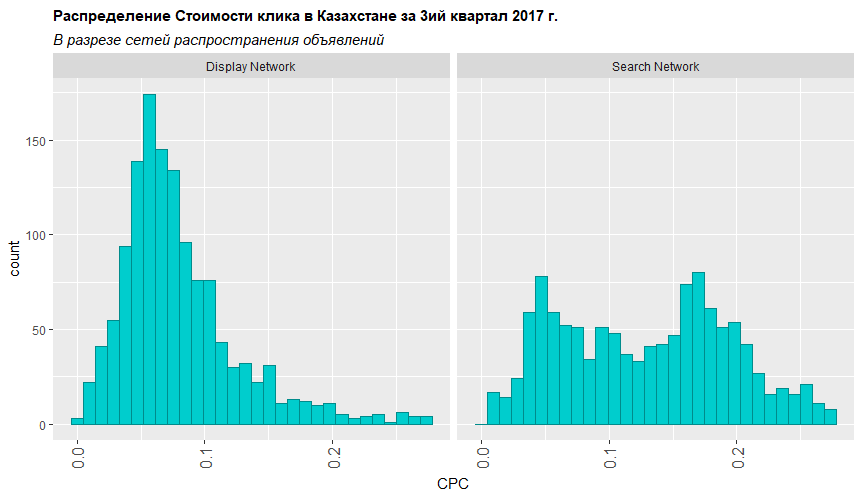 Распределение Стоимости клика в Казахстане за 3ий квартал 2017 г.
В разрезе сетей распространения объявлений
Display Network
Search Network
150
100
50
0
count
0.0
0.1
0.2
0.0
0.1
0.2
CPC